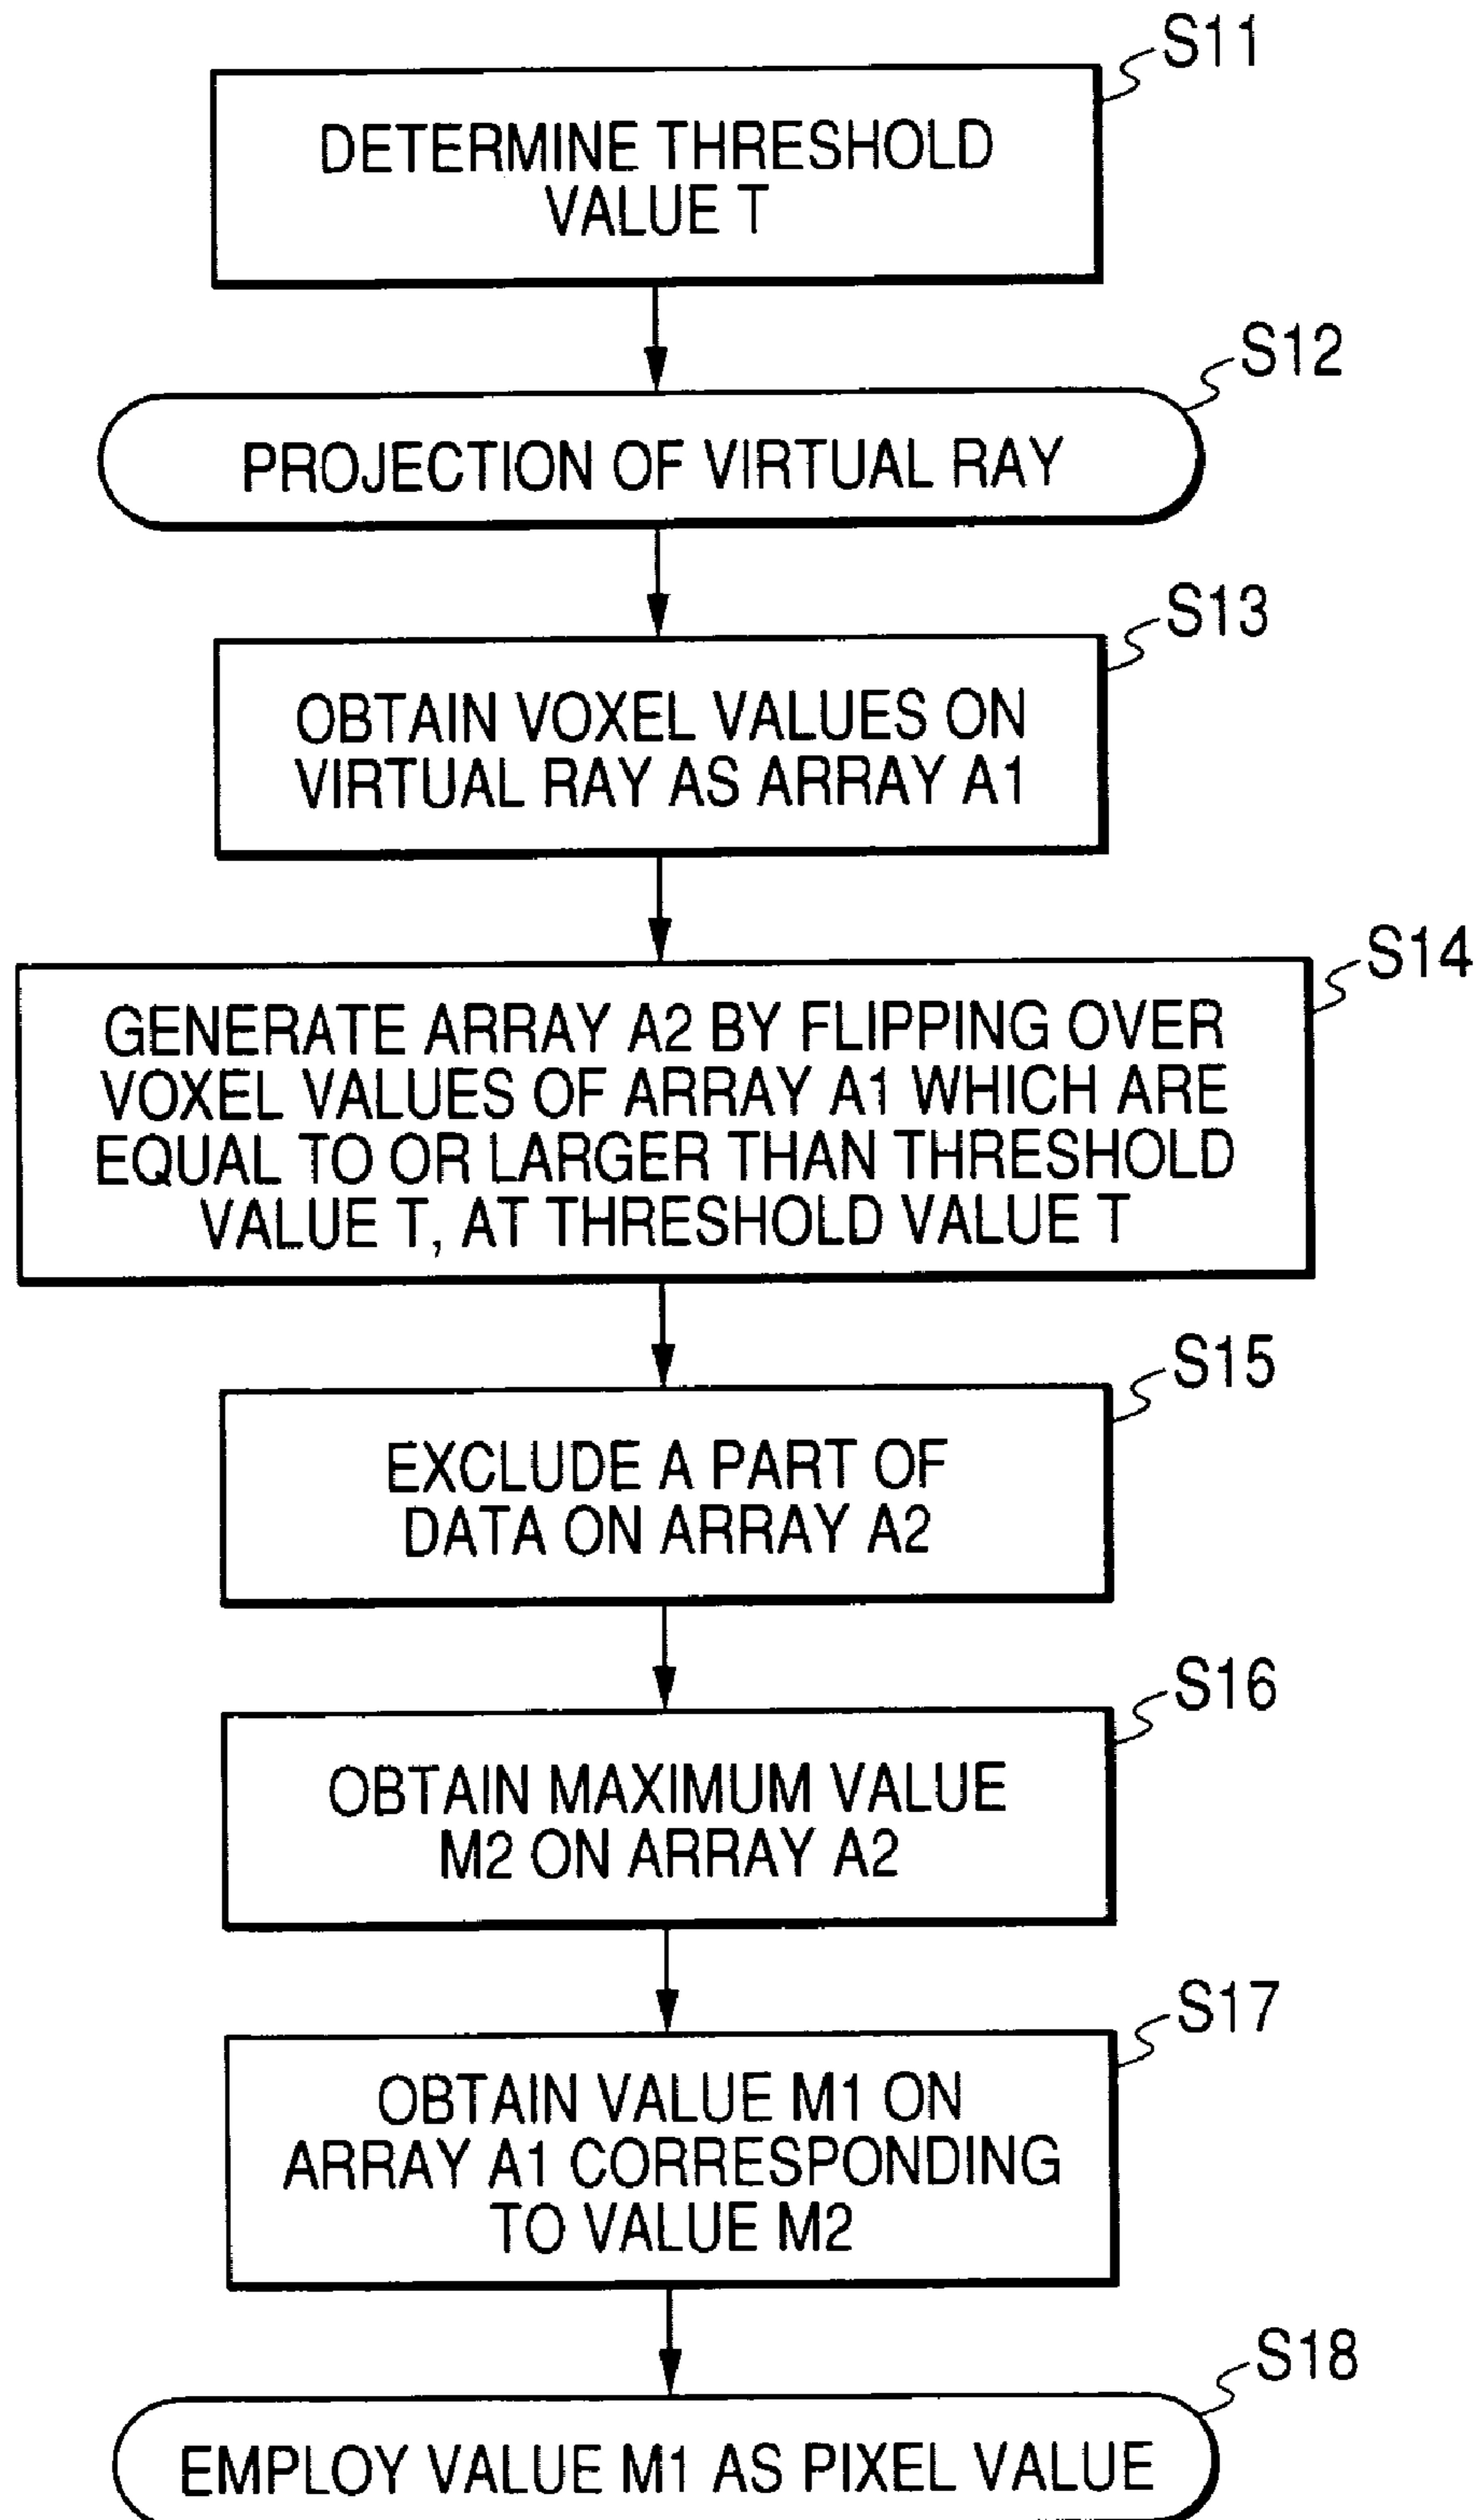 S11
DETERMINE THRESHOLD
VALUE T
S12
PROJECTION OF VIRTUAL RAY
S13
OBTAIN VOXEL VALUES ON
VIRTUAL RAY AS ARRAY A1
S14
GENERATE ARRAY A2 BY FLIPPING OVER
VOXEL VALUES OF ARRAY A1 WHICH ARE
EQUAL TO OR LARGER THAN THRESHOLD
VALUE T, AT THRESHOLD VALUE T
S15
EXCLUDE A PART OF
DATA ON ARRAY A2
S16
OBTAIN MAXIMUM VALUE
M2 ON ARRAY A2
S17
OBTAIN VALUE M1 ON
ARRAY A1 CORRESPONDING
TO VALUE M2
S18
EMPLOY VALUE M1 AS PIXEL VALUE